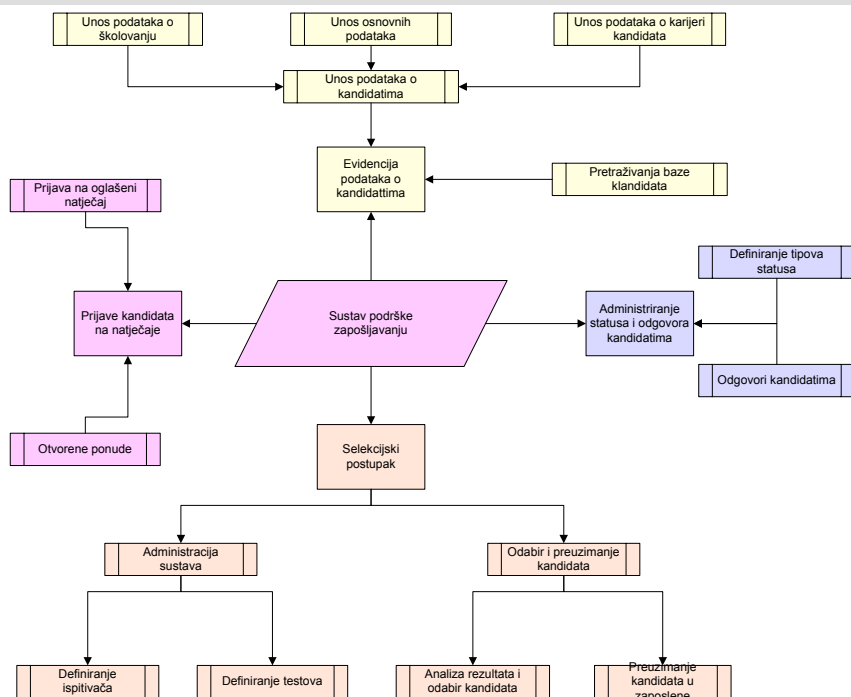 Unos podataka o
školovanju
Unos osnovnih
podataka
Unos podataka o karijeri
kandidata
Unos podataka o
kandidatima
Evidencija
podataka o
kandidattima
Pretraživanja baze
klandidata
Prijava na oglašeni
natječaj
Definiranje tipova
statusa
Prijave kandidata
na natječaje
Sustav podrške
zapošljavanju
Administriranje
statusa i odgovora
kandidatima
Odgovori kandidatima
Otvorene ponude
Selekcijski
postupak
Administracija
sustava
Odabir i preuzimanje
kandidata
Definiranje
ispitivača
Definiranje testova
Analiza rezultata i
odabir kandidata
Preuzimanje
kandidata u
zaposlene